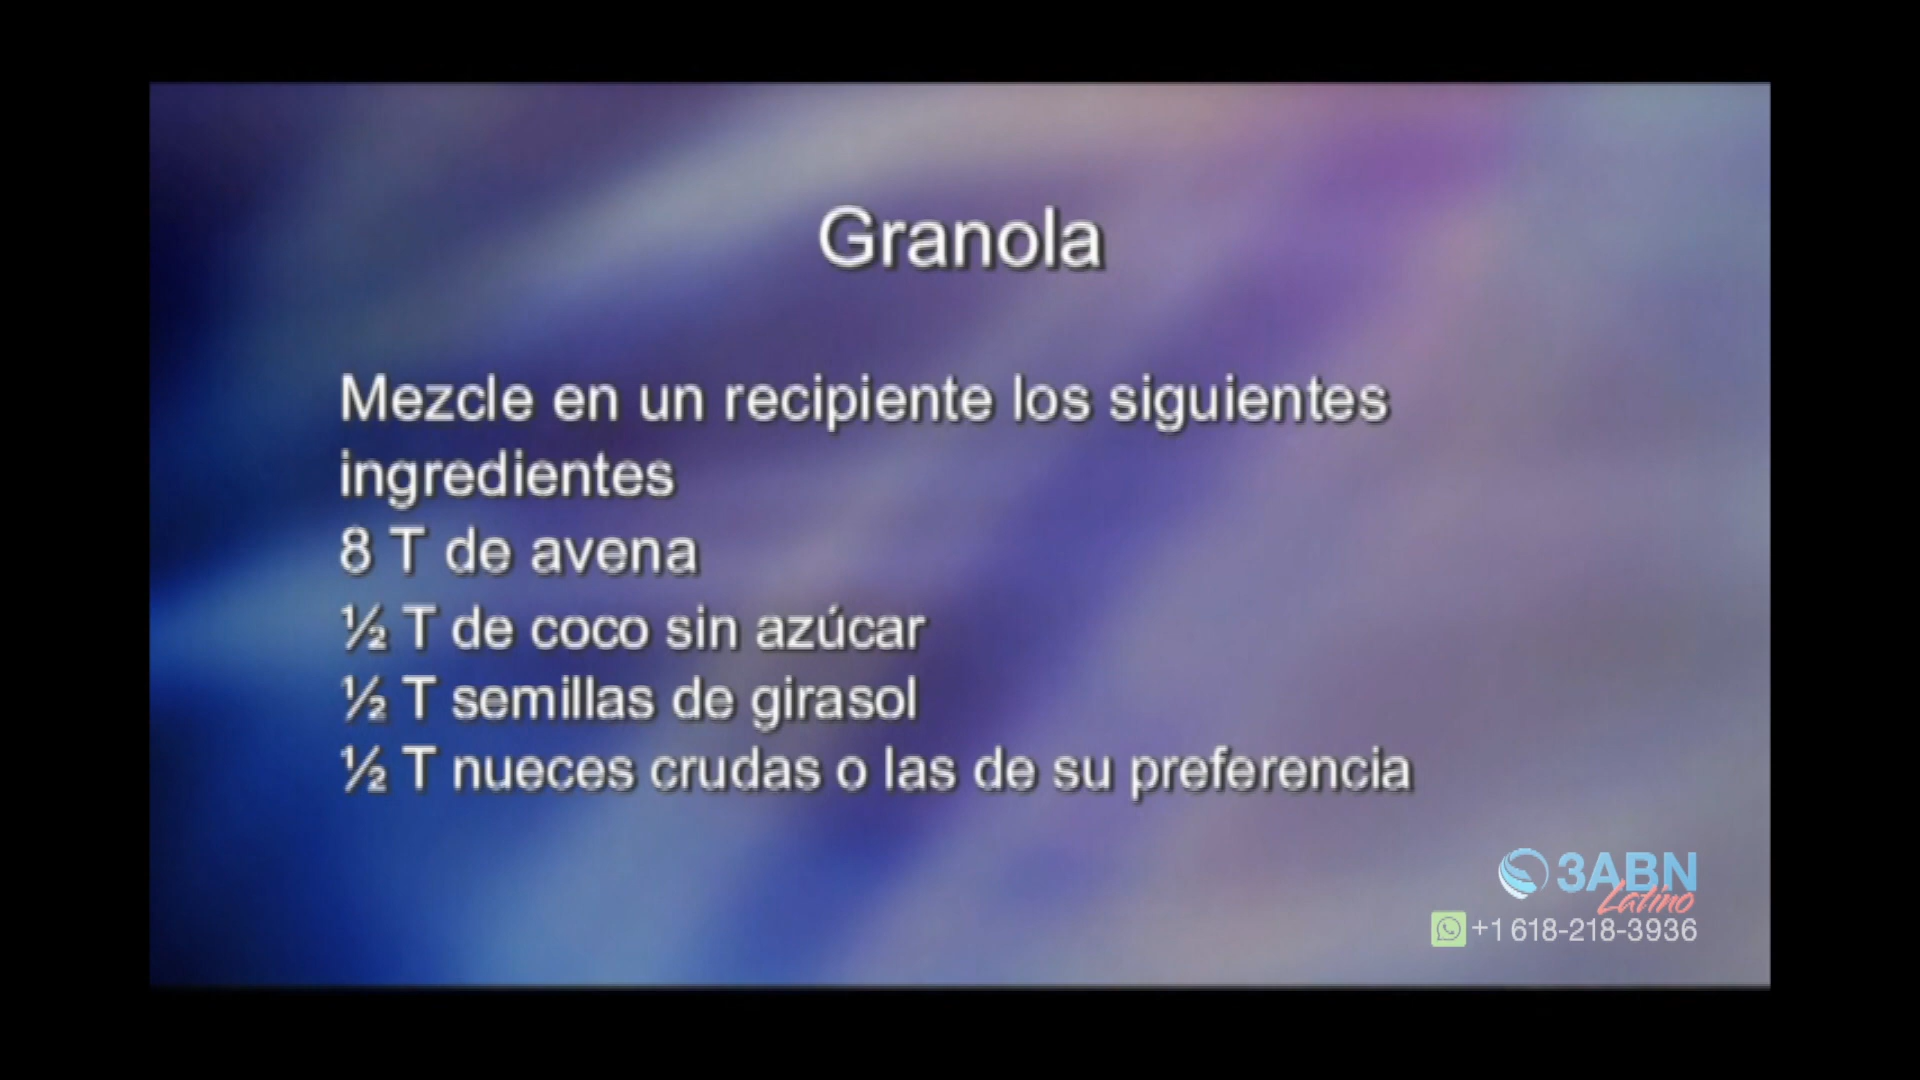 Granola
Mezcle en un recipiente los siguientes
ingredientes
8 T de avena
½ T de coco sin azúcar
½ T semillas de girasol
½ T nueces crudas o las de su preferencia
3ABN
Latino
+1 618-218-3936